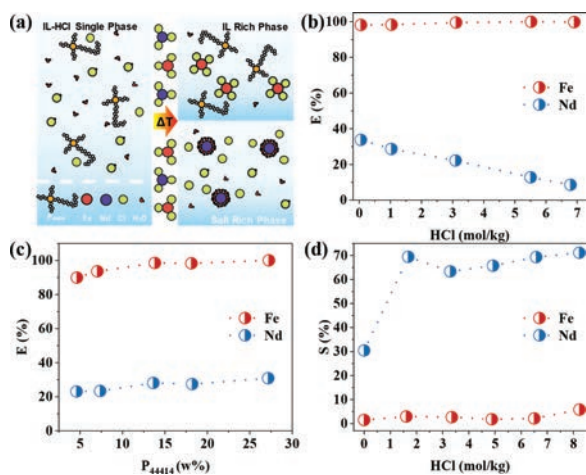 (a)
IL-HCl Single Phase
IL Rich Phase
ΔT
Fe Nd Cl H₂O
Salt Rich Phase
(b)
E (%)
100
80
60
40
20
0
Fe
Nd
0 1 2 3 4 5 6 7
HCl (mol/kg)
(c)
E (%)
100
80
60
40
20
0
Fe
Nd
5 10 15 20 25 30
P₄₄₄₁₄ (w%)
(d)
S (%)
70
60
50
40
30
20
10
0
Fe
Nd
0 1 2 3 4 5 6 7 8
HCl (mol/kg)